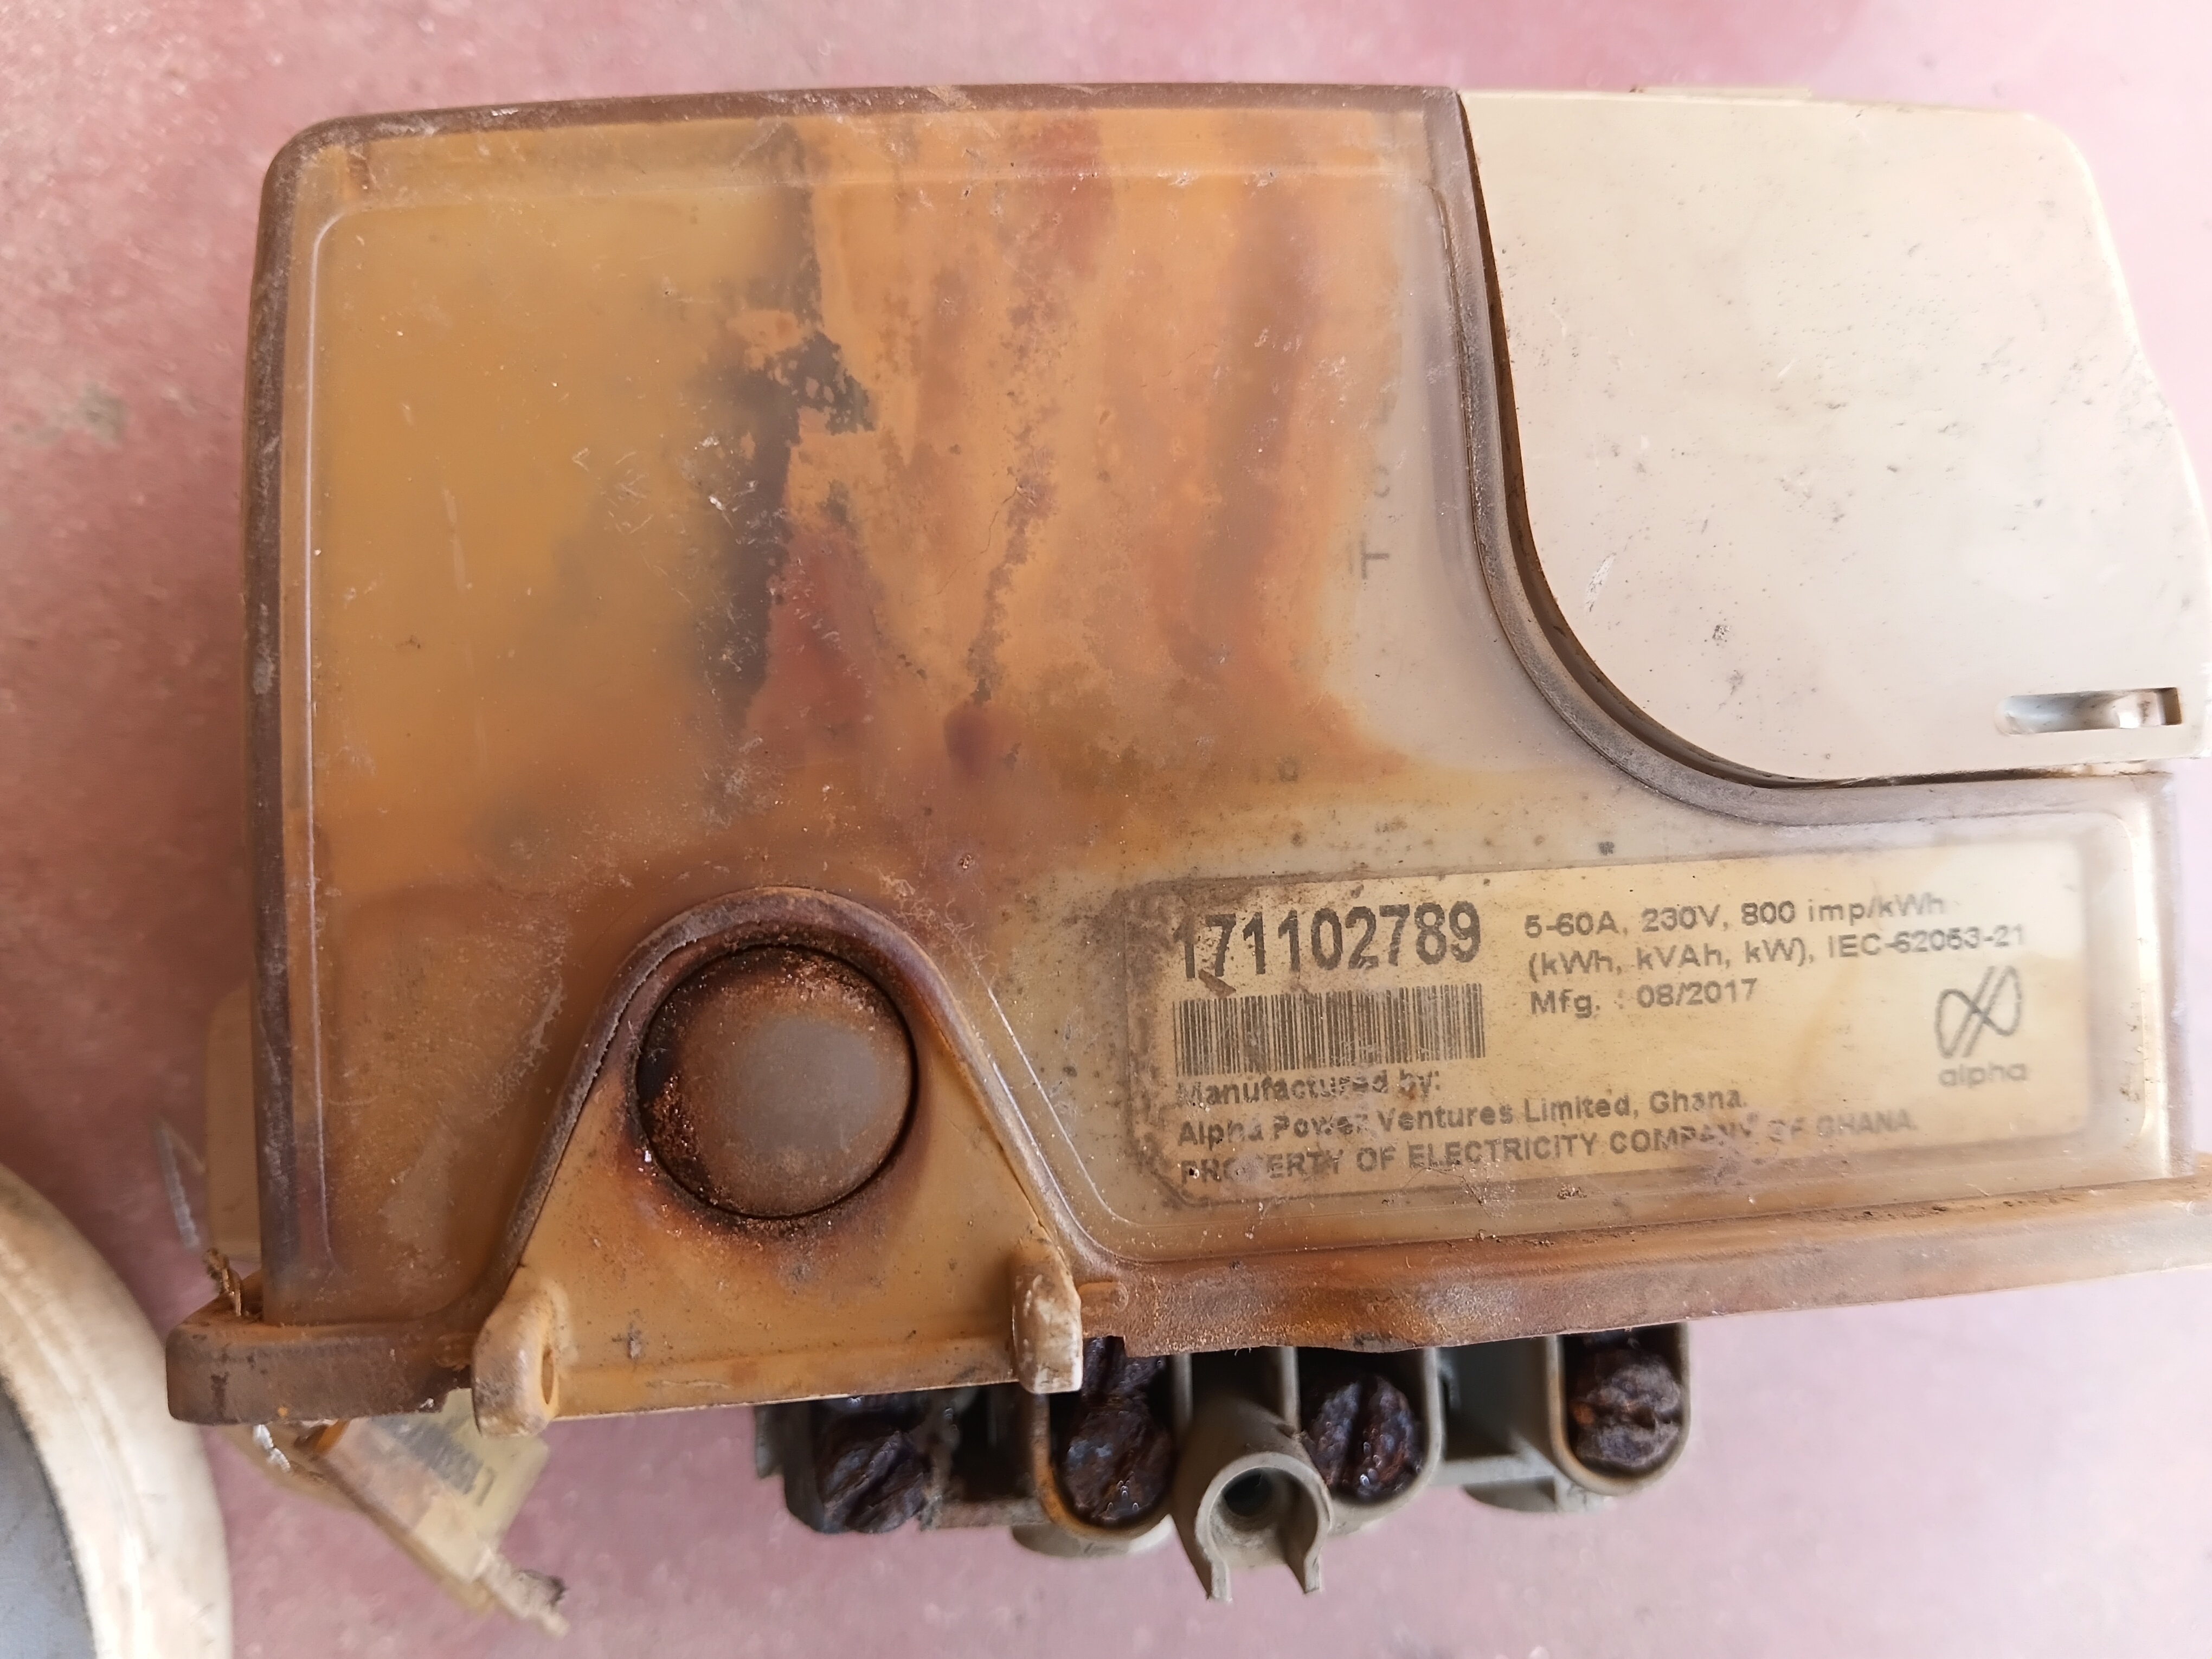 171102789
5-60A, 230V, 800 imp/kWh
(kWh, kVAh, kW), IEC-62053-21
Mfg. : 08/2017
Manufactured by:
Alpha Power Ventures Limited, Ghana
PROPERTY OF ELECTRICITY COMPANY OF GHANA
alpha